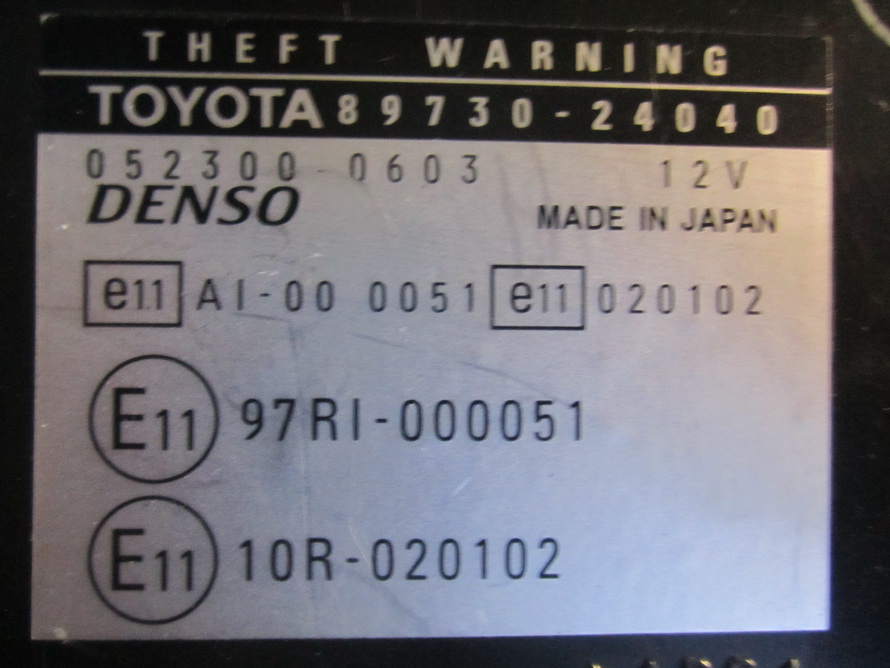 THEFT WARNING
TOYOTA 89730-24040
052300-0603 12V
DENSO MADE IN JAPAN
e11 AI-00 0051 e11 020102
E11 97RI-000051
E11 10R-020102